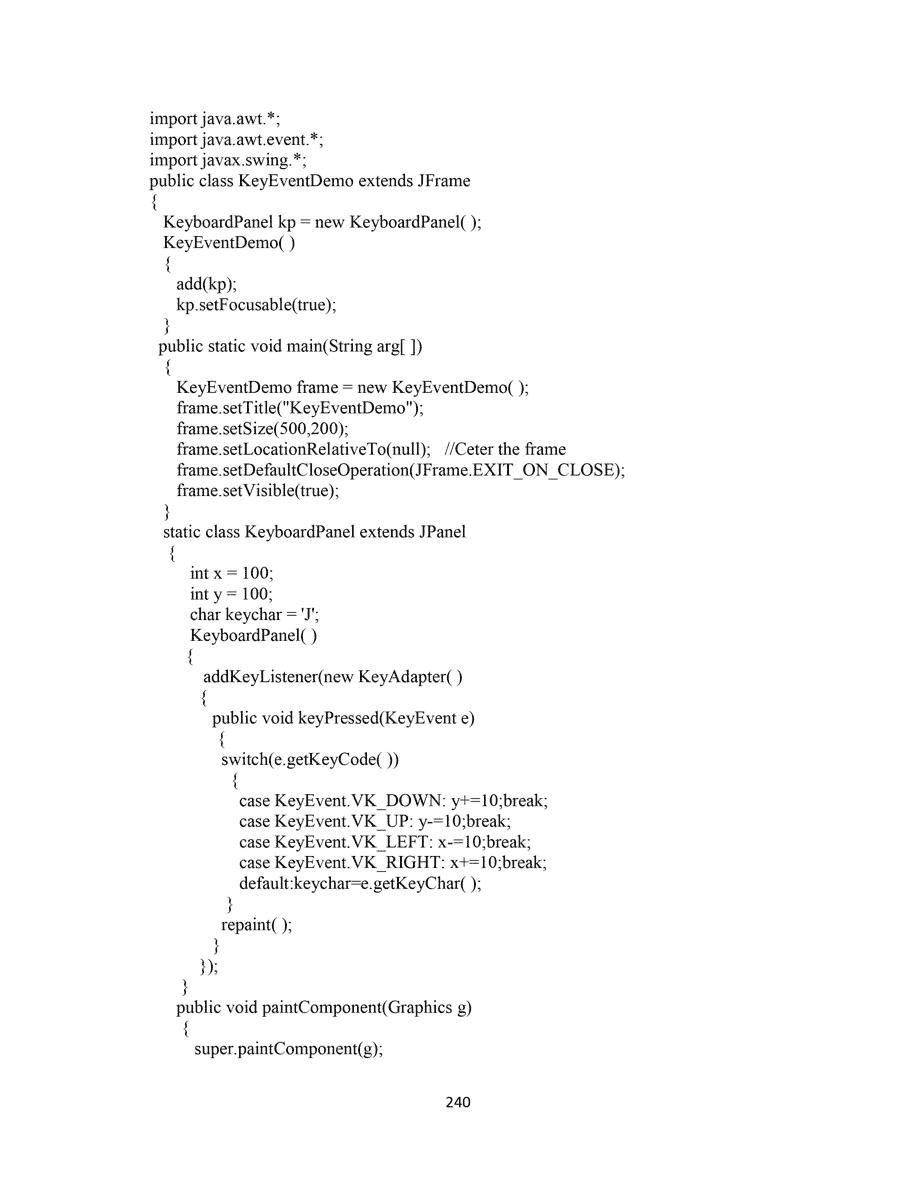 import java.awt.*;
import java.awt.event.*;
import javax.swing.*;
public class KeyEventDemo extends JFrame
{
KeyboardPanel kp = new KeyboardPanel( );
KeyEventDemo( )
{
add(kp);
kp.setFocusable(true);
}
public static void main(String arg[ ])
{
KeyEventDemo frame = new KeyEventDemo( );
frame.setTitle("KeyEventDemo");
frame.setSize(500,200);
frame.setLocationRelativeTo(null); //Ceter the frame
frame.setDefaultCloseOperation(JFrame.EXIT_ON_CLOSE);
frame.setVisible(true);
}
static class KeyboardPanel extends JPanel
{
int x = 100;
int y = 100;
char keychar = 'J';
KeyboardPanel( )
{
addKeyListener(new KeyAdapter( )
{
public void keyPressed(KeyEvent e)
{
switch(e.getKeyCode( ))
{
case KeyEvent.VK_DOWN: y+=10;break;
case KeyEvent.VK_UP: y-=10;break;
case KeyEvent.VK_LEFT: x-=10;break;
case KeyEvent.VK_RIGHT: x+=10;break;
default:keychar=e.getKeyChar( );
}
repaint( );
}
});
}
public void paintComponent(Graphics g)
{
super.paintComponent(g);
240